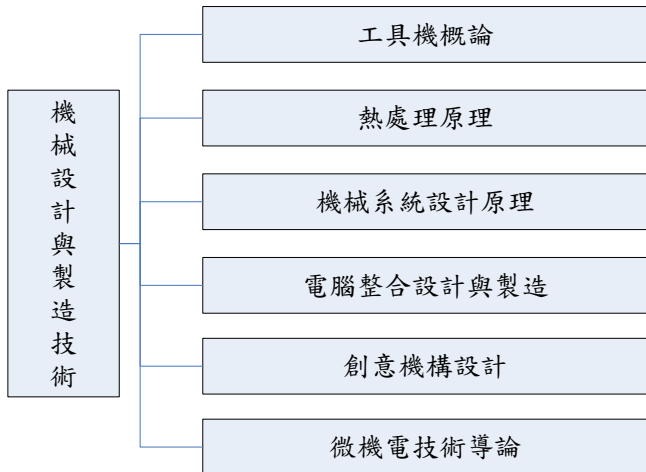 機械設計與製造技術
工具機概論
熱處理原理
機械系統設計原理
電腦整合設計與製造
創意機構設計
微機電技術導論